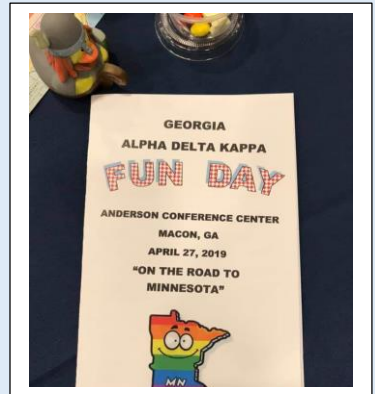 GEORGIA
ALPHA DELTA KAPPA
FUN DAY
ANDERSON CONFERENCE CENTER
MACON, GA
APRIL 27, 2019
"ON THE ROAD TO
MINNESOTA"
MN